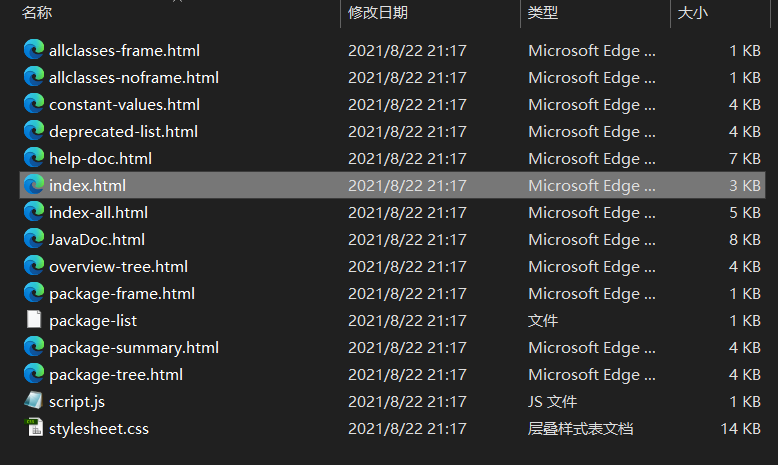 名称 修改日期 类型 大小
allclasses-frame.html 2021/8/22 21:17 Microsoft Edge ... 1 KB
allclasses-noframe.html 2021/8/22 21:17 Microsoft Edge ... 1 KB
constant-values.html 2021/8/22 21:17 Microsoft Edge ... 4 KB
deprecated-list.html 2021/8/22 21:17 Microsoft Edge ... 4 KB
help-doc.html 2021/8/22 21:17 Microsoft Edge ... 7 KB
index.html 2021/8/22 21:17 Microsoft Edge ... 3 KB
index-all.html 2021/8/22 21:17 Microsoft Edge ... 5 KB
JavaDoc.html 2021/8/22 21:17 Microsoft Edge ... 8 KB
overview-tree.html 2021/8/22 21:17 Microsoft Edge ... 4 KB
package-frame.html 2021/8/22 21:17 Microsoft Edge ... 1 KB
package-list 2021/8/22 21:17 文件 1 KB
package-summary.html 2021/8/22 21:17 Microsoft Edge ... 4 KB
package-tree.html 2021/8/22 21:17 Microsoft Edge ... 4 KB
script.js 2021/8/22 21:17 JS 文件 1 KB
stylesheet.css 2021/8/22 21:17 层叠样式表文档 14 KB